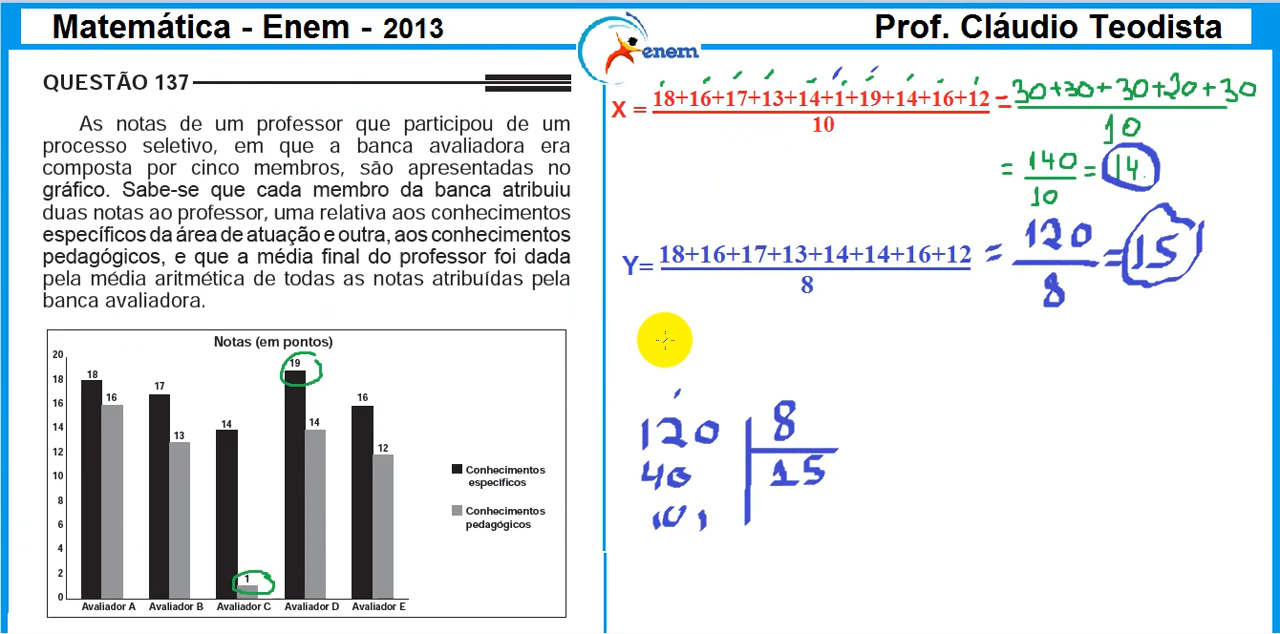 Matemática - Enem - 2013
enem
Prof. Cláudio Teodista
QUESTÃO 137
As notas de um professor que participou de um
processo seletivo, em que a banca avaliadora era
composta por cinco membros, são apresentadas no
gráfico. Sabe-se que cada membro da banca atribuiu
duas notas ao professor, uma relativa aos conhecimentos
específicos da área de atuação e outra, aos conhecimentos
pedagógicos, e que a média final do professor foi dada
pela média aritmética de todas as notas atribuídas pela
banca avaliadora.
Notas (em pontos)
20
18
16
14
12
10
8
6
4
2
0
18
16
17
13
14
1
19
14
16
12
Avaliador A
Avaliador B
Avaliador C
Avaliador D
Avaliador E
Conhecimentos
específicos
Conhecimentos
pedagógicos
X = 18+16+17+13+14+1+19+14+16+12 = 30+30+30+20+30
10 10
= 140 = 14
10
Y= 18+16+17+13+14+14+16+12 = 120 = 15
8 8
120 8
40 15
(0)